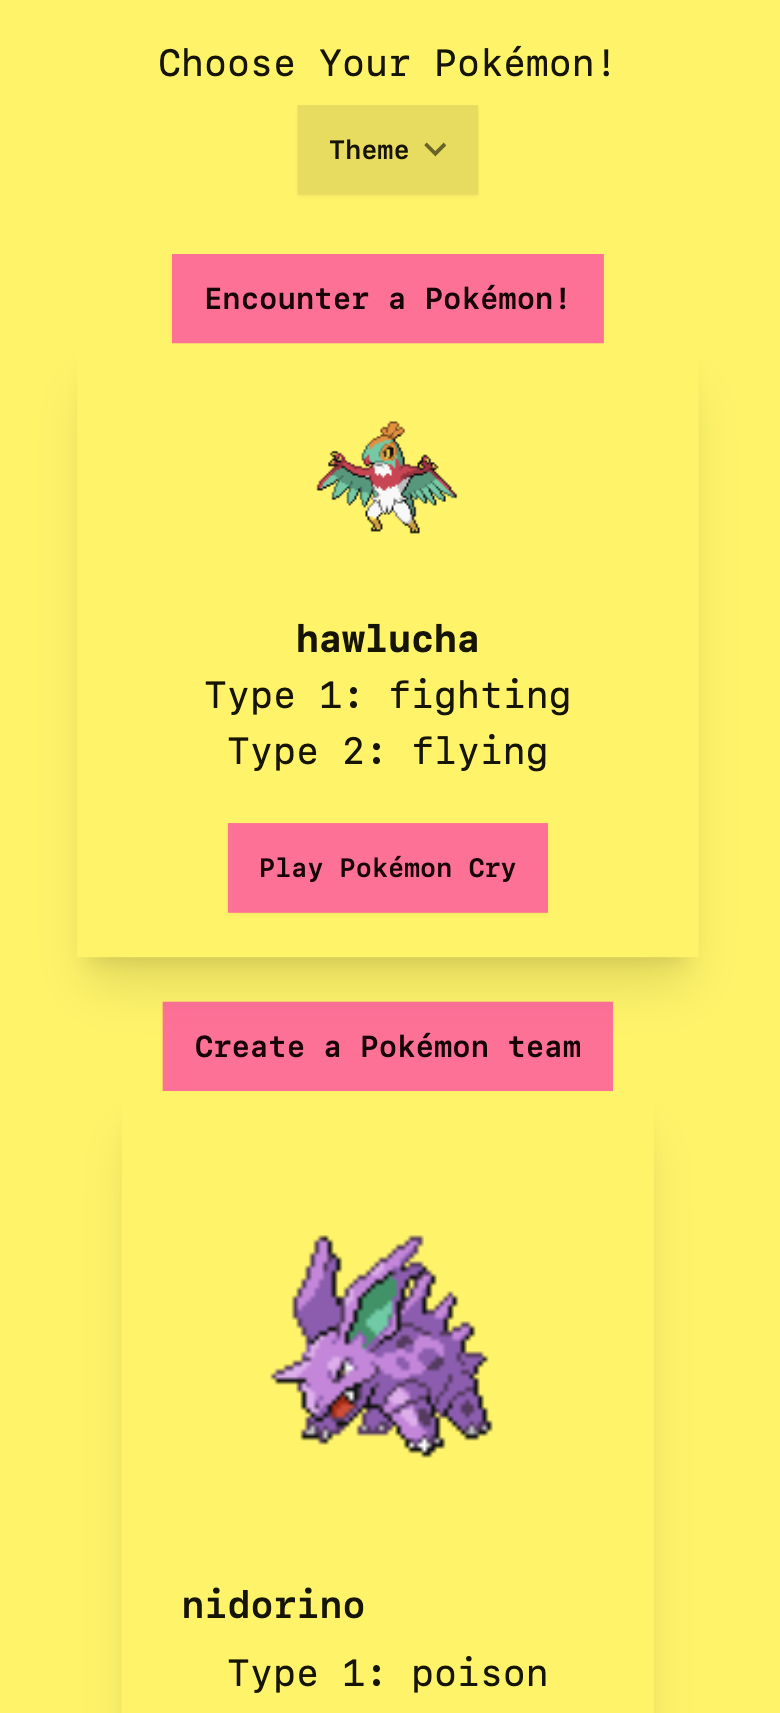 Choose Your Pokémon!
Theme
Encounter a Pokémon!
hawlucha
Type 1: fighting
Type 2: flying
Play Pokémon Cry
Create a Pokémon team
nidorino
Type 1: poison